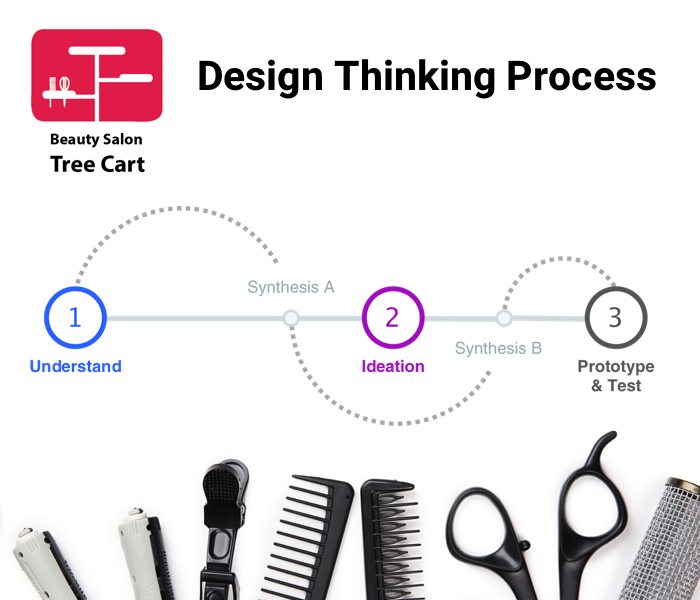 Design Thinking Process
Beauty Salon
Tree Cart
Synthesis A
1
2
3
Understand
Ideation
Synthesis B
Prototype
& Test